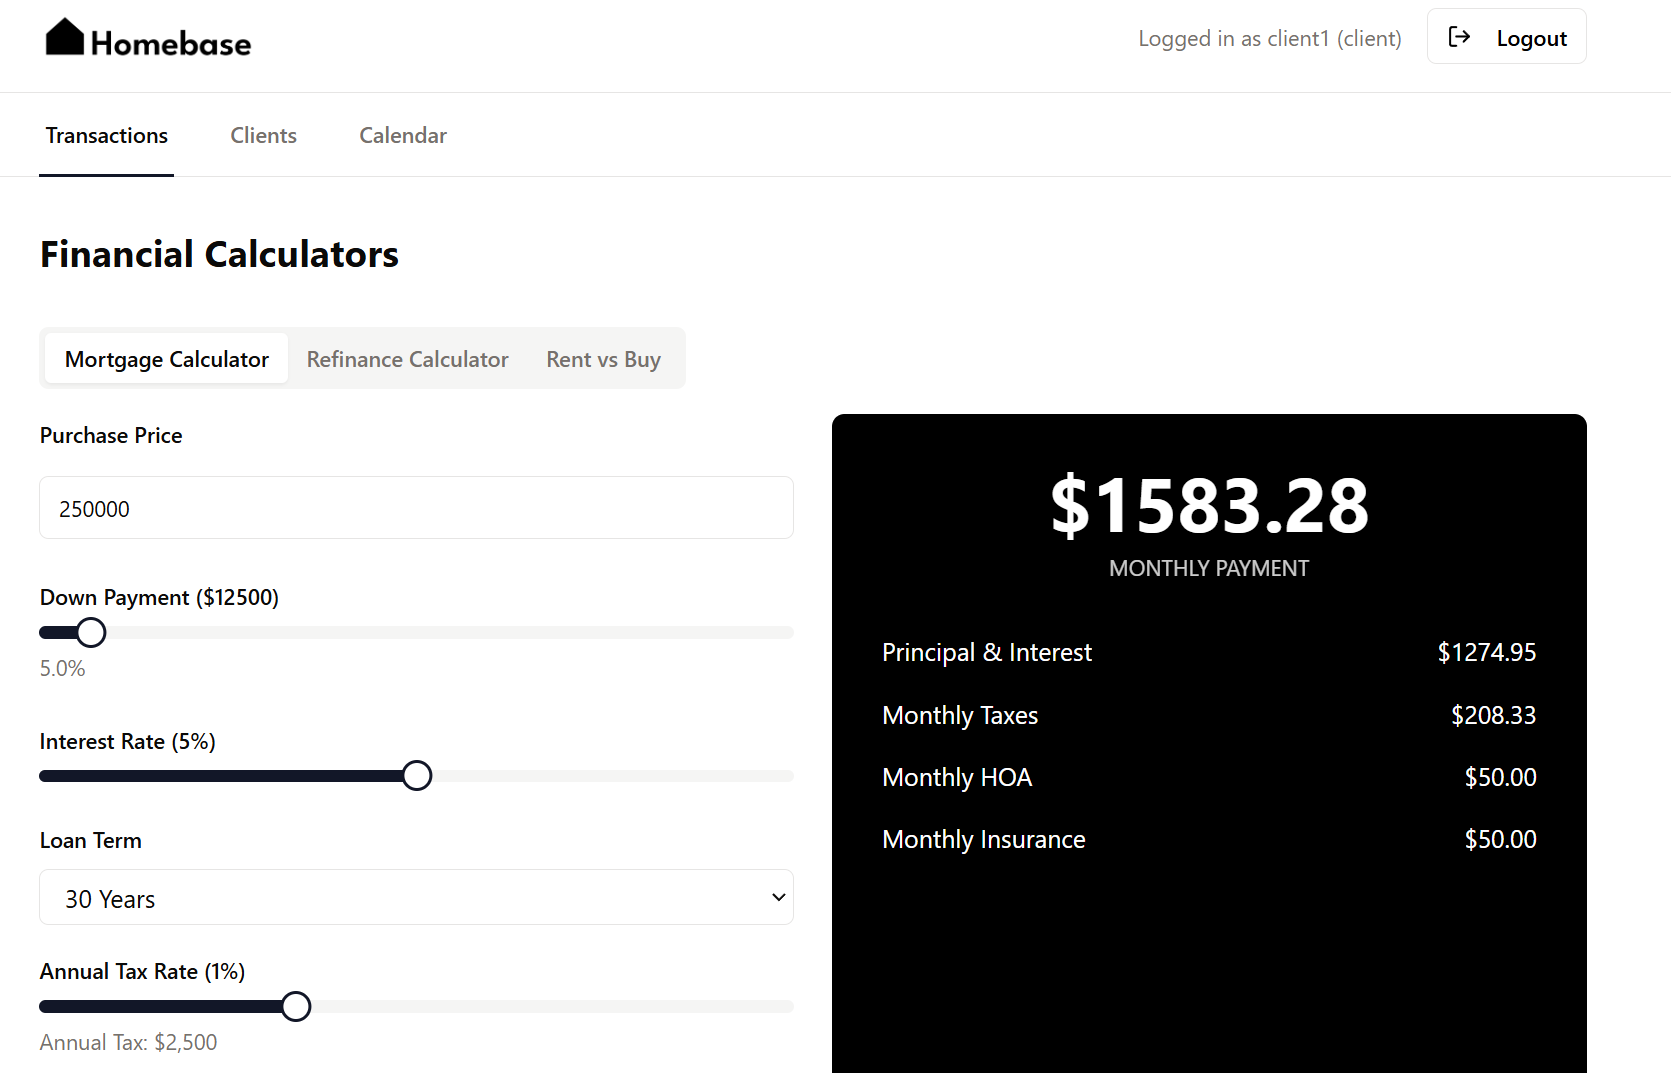 Homebase
Logged in as client1 (client)
Logout
Transactions
Clients
Calendar
Financial Calculators
Mortgage Calculator
Refinance Calculator
Rent vs Buy
Purchase Price
250000
Down Payment ($12500)
5.0%
Interest Rate (5%)
Loan Term
30 Years
Annual Tax Rate (1%)
Annual Tax: $2,500
$1583.28
MONTHLY PAYMENT
Principal & Interest $1274.95
Monthly Taxes $208.33
Monthly HOA $50.00
Monthly Insurance $50.00